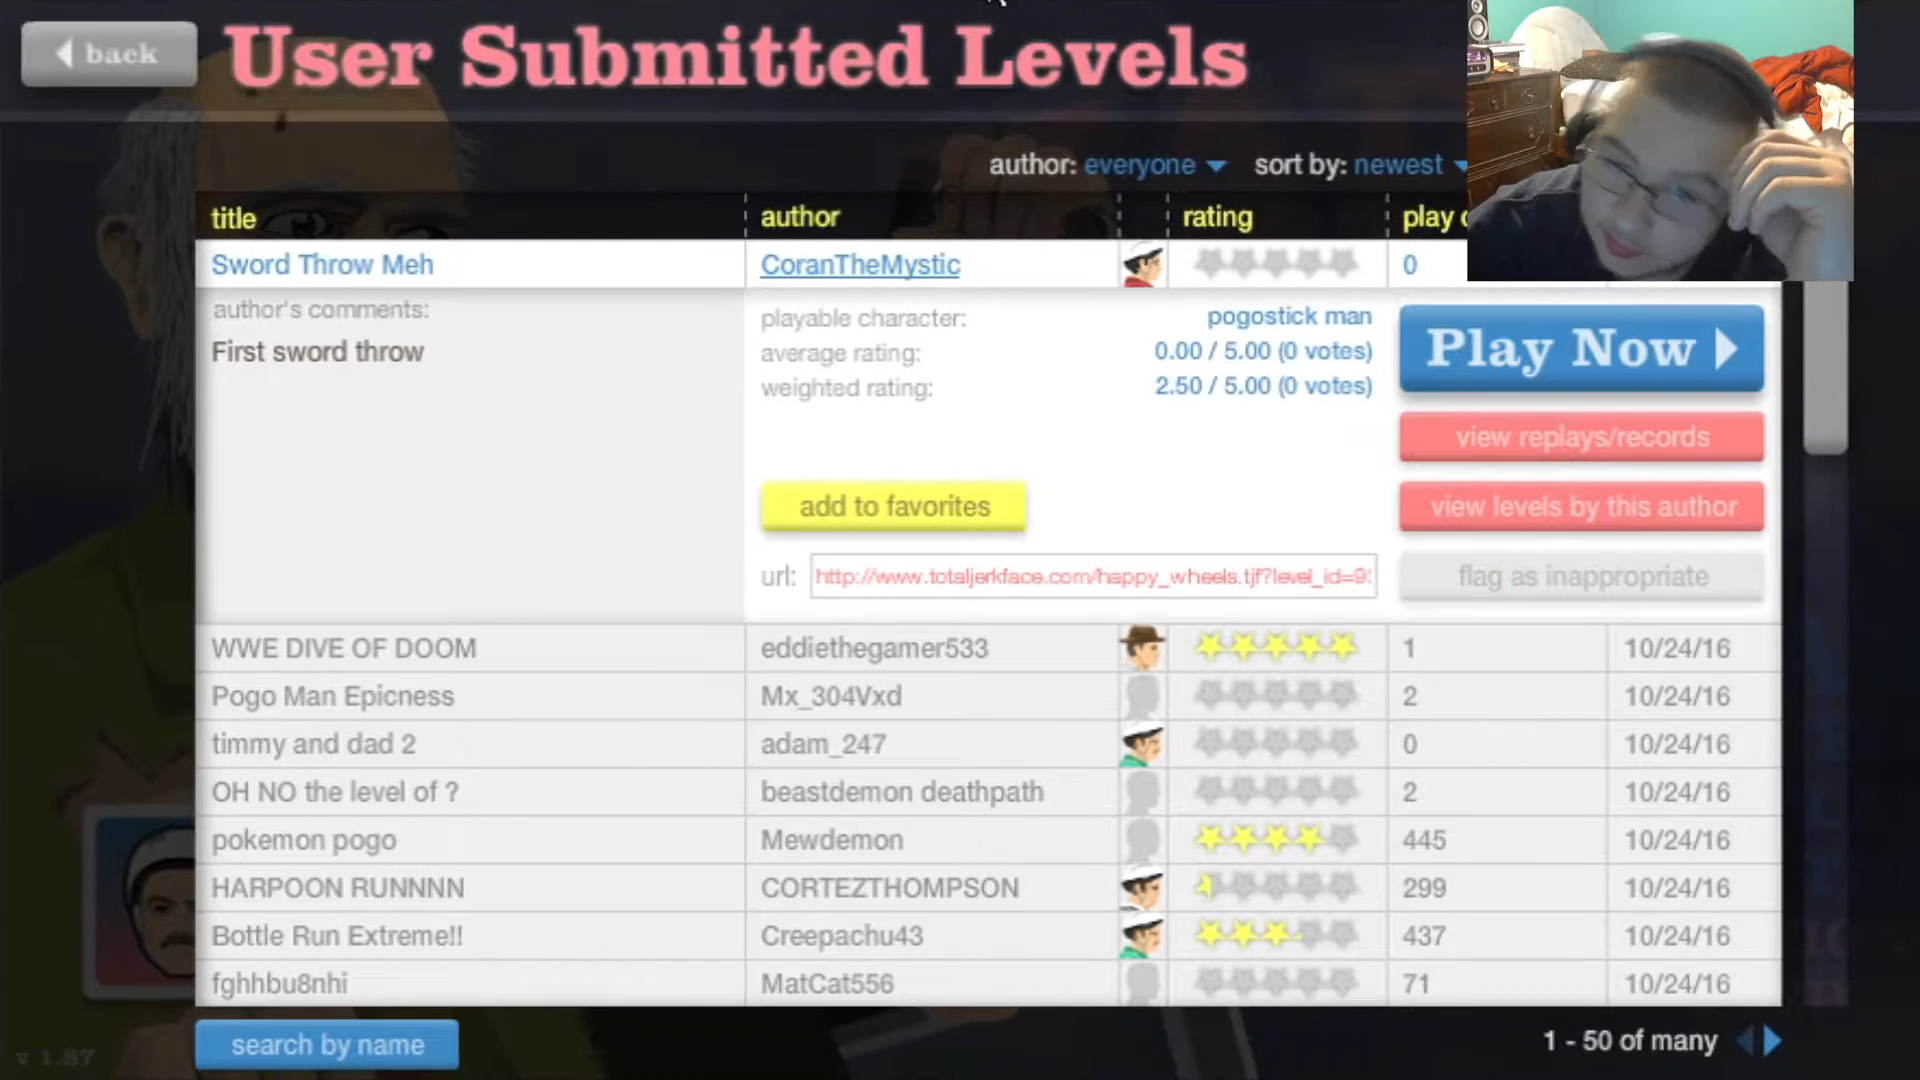 back
User Submitted Levels
author: everyone sort by: newest
title author rating play
Sword Throw Meh CoranTheMystic 0
author's comments:
First sword throw
playable character: pogostick man
average rating: 0.00 / 5.00 (0 votes)
weighted rating: 2.50 / 5.00 (0 votes)
Play Now
view replays/records
add to favorites
view levels by this author
url: http://www.totaljerkface.com/happy_wheels.tjf?level_id=9
flag as inappropriate
WWE DIVE OF DOOM eddiethegamer533 1 10/24/16
Pogo Man Epicness Mx_304Vxd 2 10/24/16
timmy and dad 2 adam_247 0 10/24/16
OH NO the level of ? beastdemon deathpath 2 10/24/16
pokemon pogo Mewdemon 445 10/24/16
HARPOON RUNNNN CORTEZTHOMPSON 299 10/24/16
Bottle Run Extreme!! Creepachu43 437 10/24/16
fghhbu8nhi MatCat556 71 10/24/16
search by name
1 - 50 of many
v 1.87